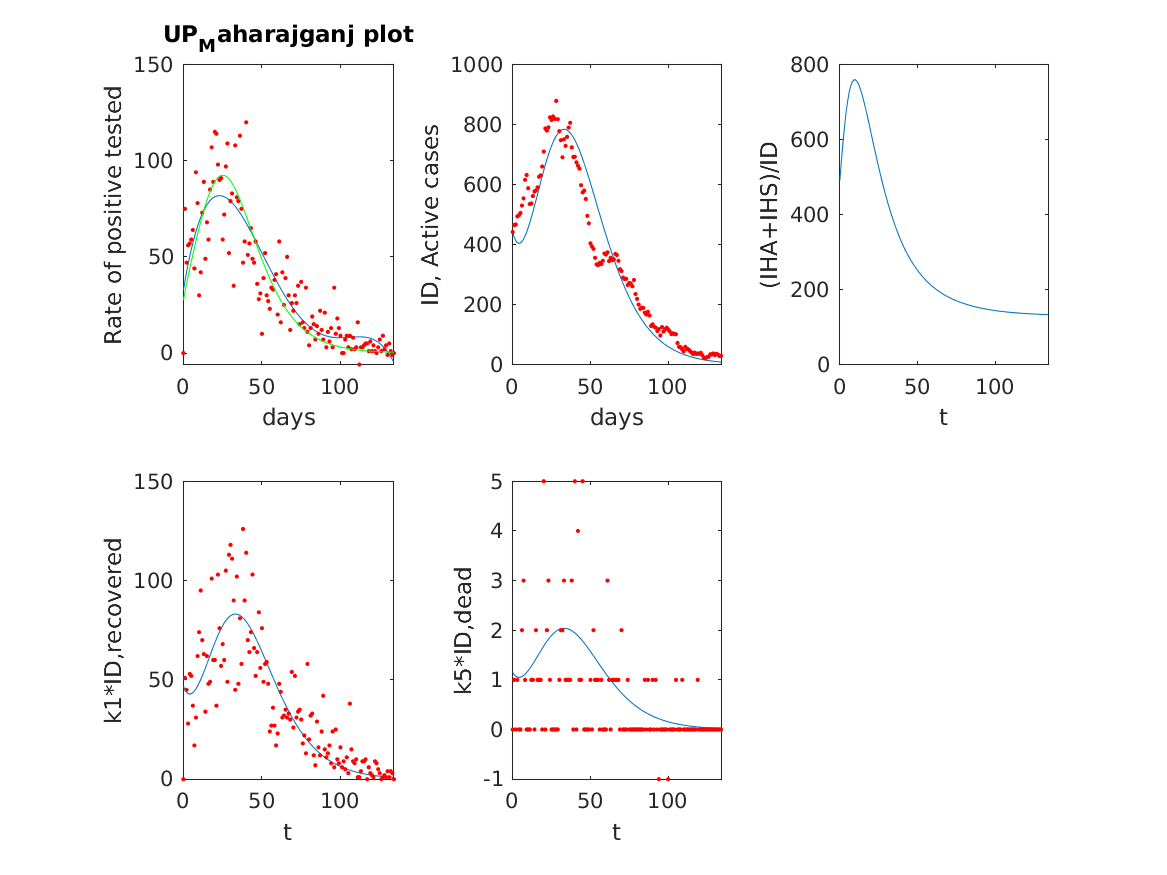 UP_Maharajganj plot
150
100
50
0
0 50 100
days
Rate of positive tested
1000
800
600
400
200
0
0 50 100
days
ID, Active cases
800
600
400
200
0
0 50 100
t
(IHA+IHS)/ID
150
100
50
0
0 50 100
t
k1*ID,recovered
5
4
3
2
1
0
-1
0 50 100
t
k5*ID,dead